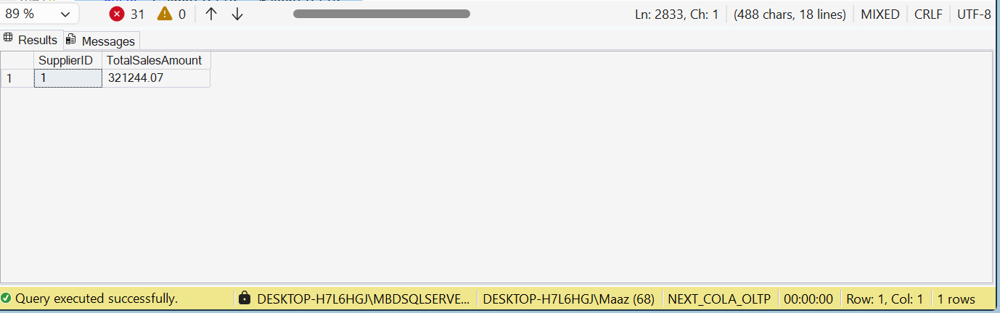 89 % 31 0 Ln: 2833, Ch: 1 (488 chars, 18 lines) MIXED CRLF UTF-8
Results Messages
SupplierID TotalSalesAmount
1 1 321244.07
Query executed successfully. DESKTOP-H7L6HGJ\MBDSQLSERVE... DESKTOP-H7L6HGJ\Maaz (68) NEXT_COLA_OLTP 00:00:00 Row: 1, Col: 1 1 rows